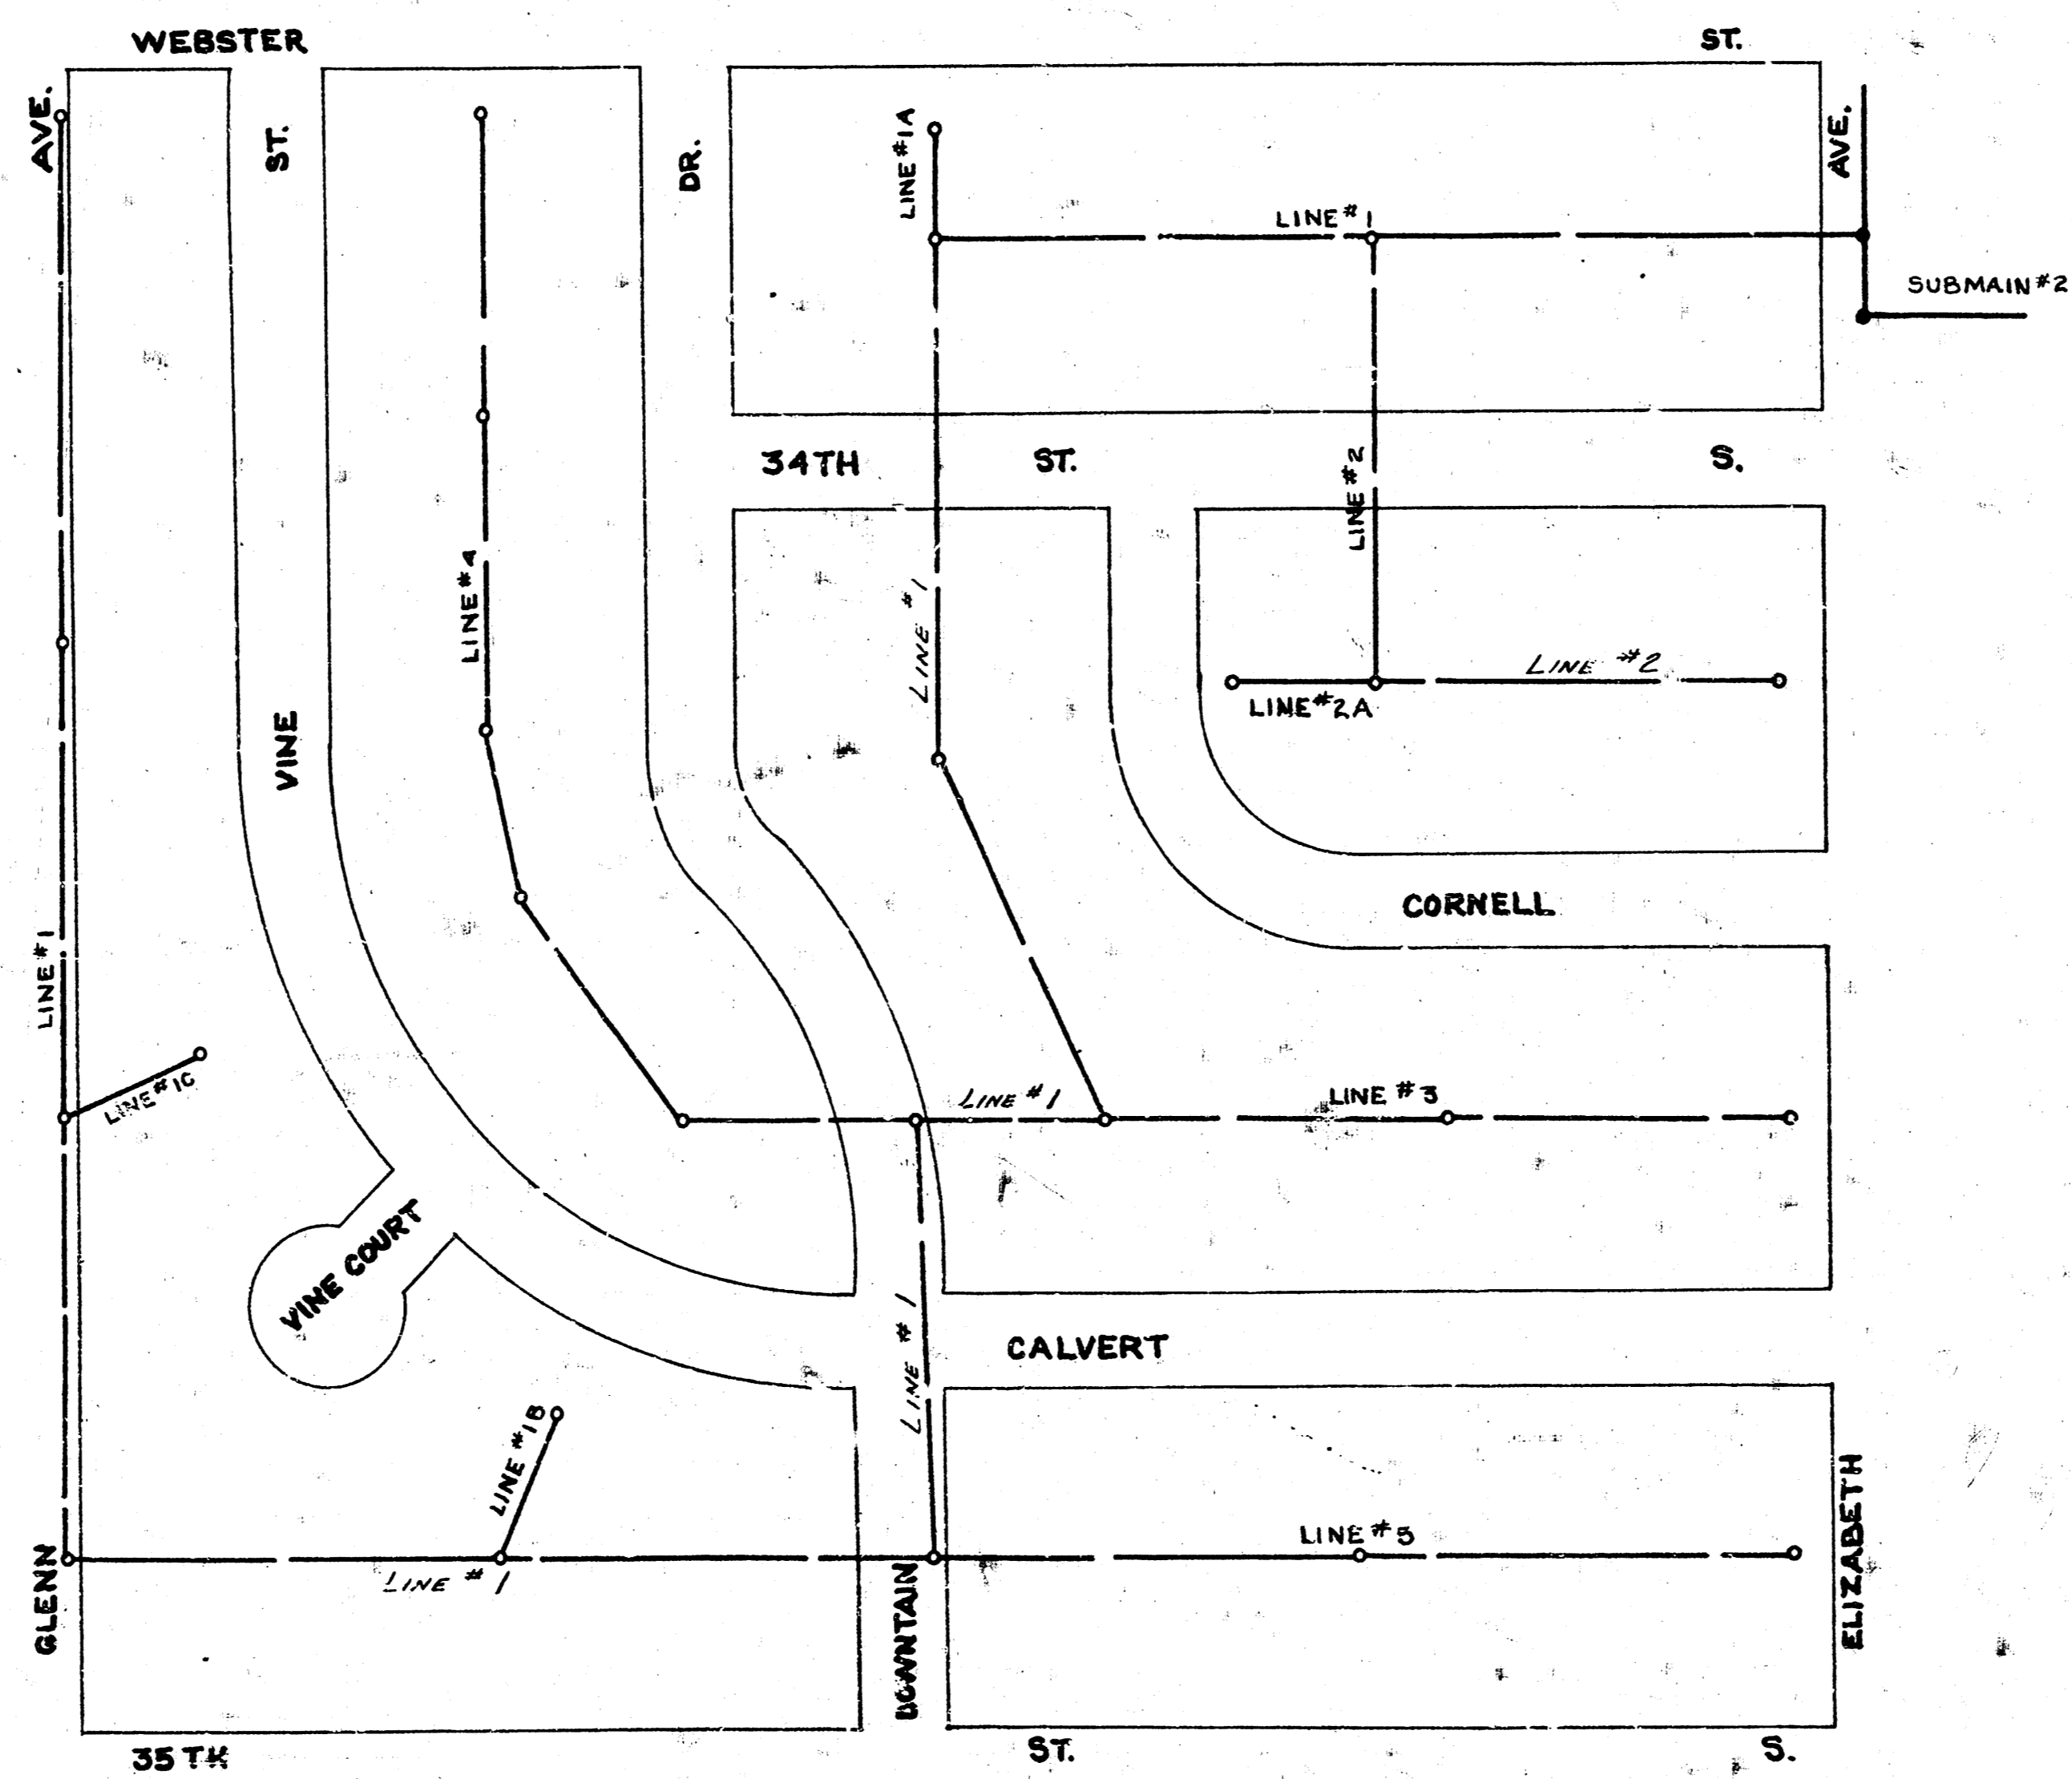 WEBSTER ST.
AVE.
ST.
DR.
LINE #1A
LINE #1
AVE.
SUBMAIN #2
34TH ST. S.
LINE #4
LINE #1
LINE #2
LINE #2
LINE #2A
VINE
CORNELL
LINE #1
LINE #1C
LINE #1
LINE #3
VINE COURT
LINE #1
CALVERT
LINE #1B
LINE #5
LINE #1
GLENN
DOWNTAIN
ELIZABETH
35TH ST. S.